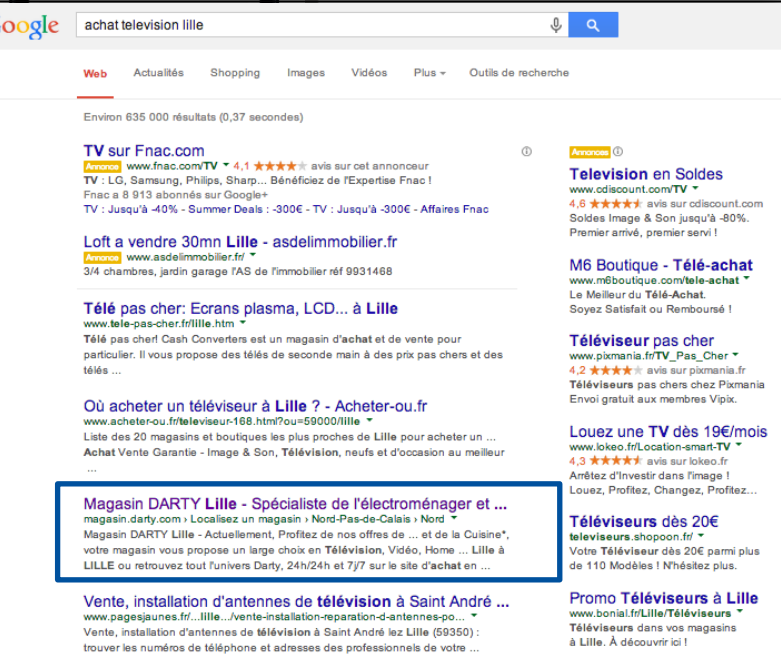 oogle
achat television lille
Web Actualités Shopping Images Vidéos Plus Outils de recherche
Environ 635 000 résultats (0,37 secondes)
TV sur Fnac.com
Annonce www.fnac.com/TV 4,1 ★★★★★ avis sur cet annonceur
TV : LG, Samsung, Philips, Sharp... Bénéficiez de l'Expertise Fnac !
Fnac a 8 913 abonnés sur Google+
TV : Jusqu'à -40% - Summer Deals : -300€ - TV : Jusqu'à -300€ - Affaires Fnac
Loft a vendre 30mn Lille - asdelimmobilier.fr
Annonce www.asdelimmobilier.fr/
3/4 chambres, jardin garage l'AS de l'immobilier réf 9931468
Télé pas cher: Ecrans plasma, LCD... à Lille
www.tele-pas-cher.fr/lille.htm
Télé pas cher! Cash Converters est un magasin d'achat et de vente pour
particulier. Il vous propose des télés de seconde main à des prix pas chers et des
télés ...
Où acheter un téléviseur à Lille ? - Acheter-ou.fr
www.acheter-ou.fr/televiseur-168.html?ou=59000/lille
Liste des 20 magasins et boutiques les plus proches de Lille pour acheter un ...
Achat Vente Garantie - Image & Son, Télévision, neufs et d'occasion au meilleur
...
Magasin DARTY Lille - Spécialiste de l'électroménager et ...
magasin.darty.com › Localisez un magasin › Nord-Pas-de-Calais › Nord
Magasin DARTY Lille - Actuellement, Profitez de nos offres de ... et de la Cuisine*,
votre magasin vous propose un large choix en Télévision, Vidéo, Home ... Lille à
LILLE ou retrouvez tout l'univers Darty, 24h/24h et 7j/7 sur le site d'achat en ...
Vente, installation d'antennes de télévision à Saint André ...
www.pagesjaunes.fr/...lille.../vente-installation-reparation-d-antennes-po...
Vente, installation d'antennes de télévision à Saint André lez Lille (59350) :
trouver les numéros de téléphone et adresses des professionnels de votre ...
Annonces
Television en Soldes
www.cdiscount.com/TV
4,6 ★★★★★ avis sur cdiscount.com
Soldes Image & Son jusqu'à -80%.
Premier arrivé, premier servi !
M6 Boutique - Télé-achat
www.m6boutique.com/tele-achat
Le Meilleur du Télé-Achat.
Soyez Satisfait ou Remboursé !
Téléviseur pas cher
www.pixmania.fr/TV_Pas_Cher
4,2 ★★★★★ avis sur pixmania.fr
Téléviseurs pas chers chez Pixmania
Envoi gratuit aux membres Vipix.
Louez une TV dès 19€/mois
www.lokeo.fr/Location-smart-TV
4,3 ★★★★★ avis sur lokeo.fr
Arrêtez d'Investir dans l'image !
Louez, Profitez, Changez, Profitez...
Téléviseurs dès 20€
televiseurs.shopoon.fr/
Votre Téléviseur dès 20€ parmi plus
de 110 Modèles ! N'hésitez plus.
Promo Téléviseurs à Lille
www.bonial.fr/Lille/Téléviseurs
Téléviseurs dans vos magasins
à Lille. À découvrir ici !